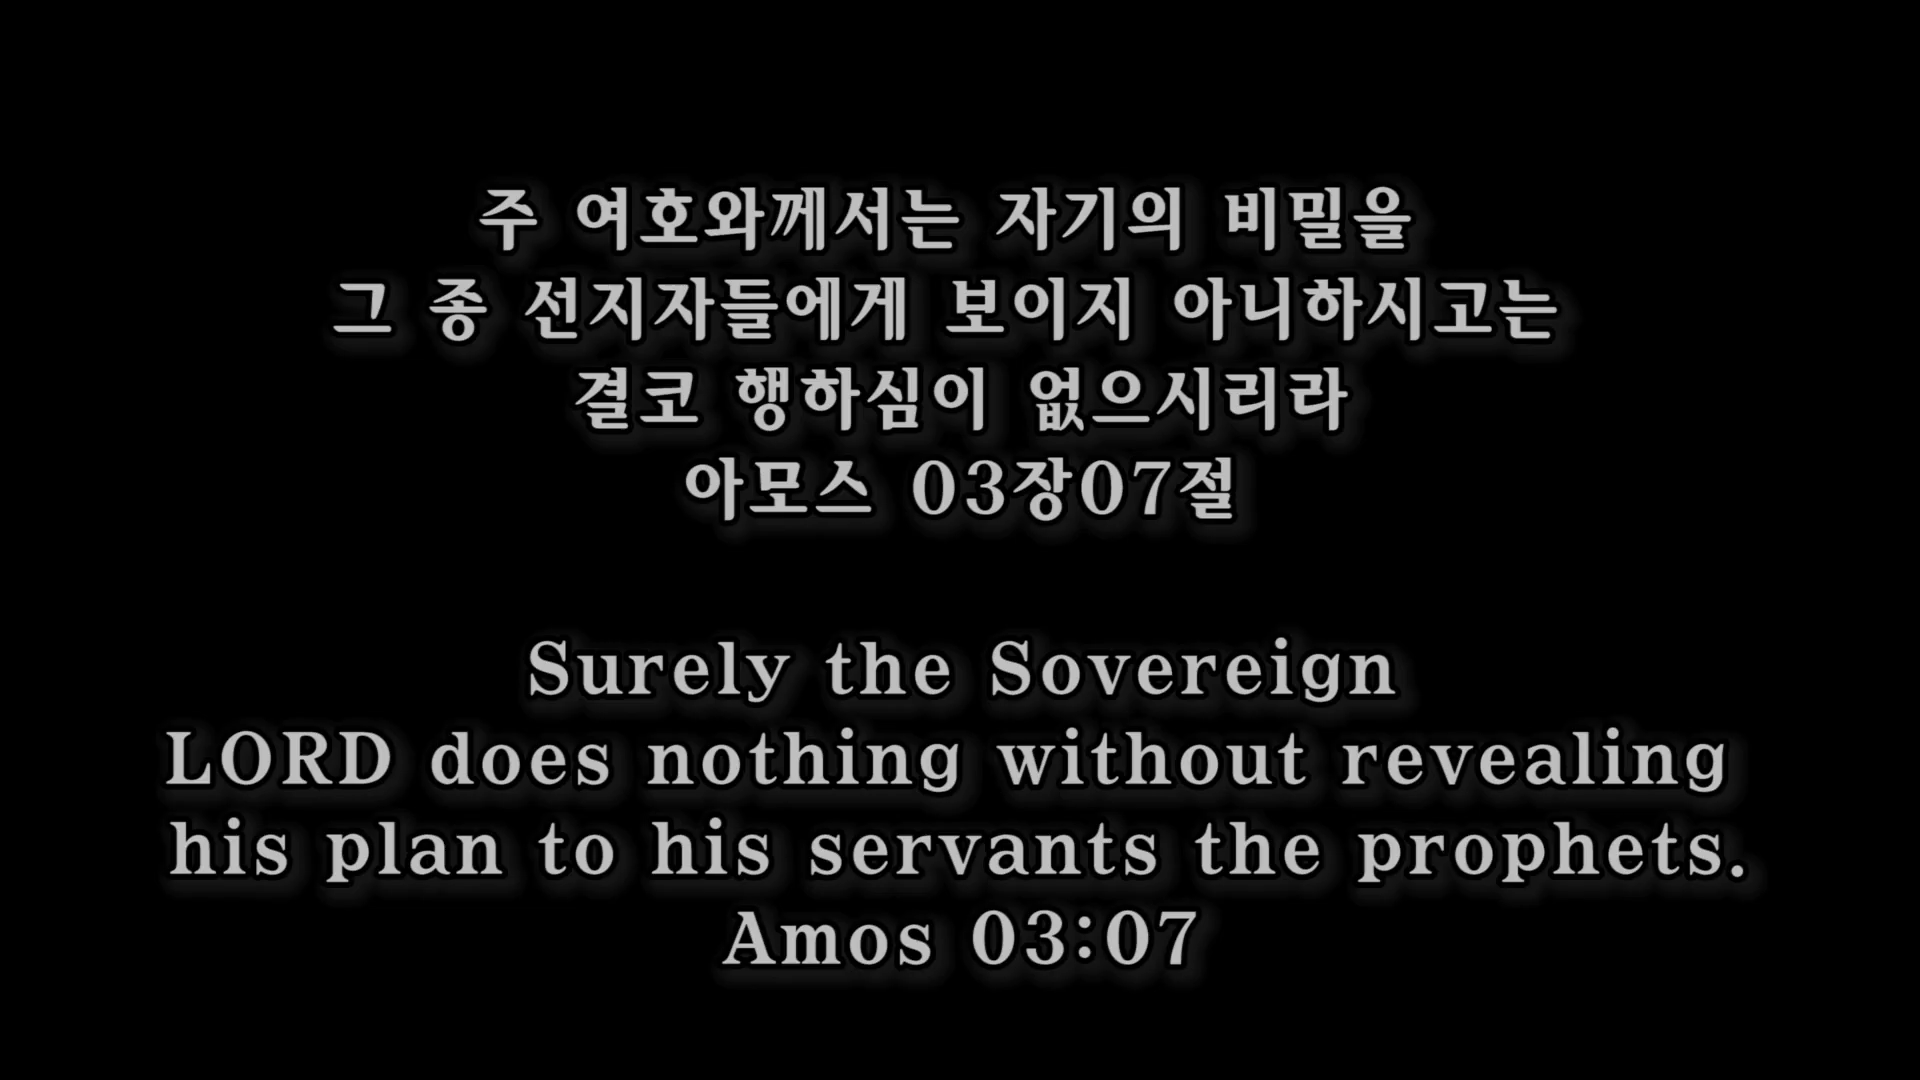 주 여호와께서는 자기의 비밀을
그 종 선지자들에게 보이지 아니하시고는
결코 행하심이 없으시리라
아모스 03장07절
Surely the Sovereign
LORD does nothing without revealing
his plan to his servants the prophets.
Amos 03:07